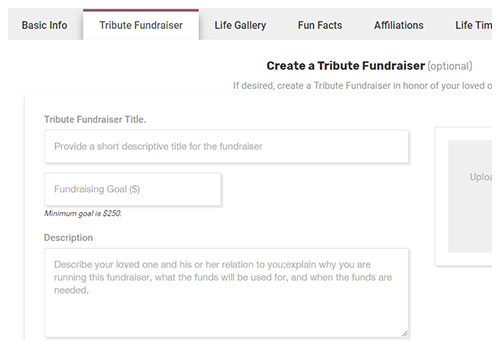 Basic Info Tribute Fundraiser Life Gallery Fun Facts Affiliations Life Tim
Create a Tribute Fundraiser (optional)
If desired, create a Tribute Fundraiser in honor of your loved o
Tribute Fundraiser Title.
Provide a short descriptive title for the fundraiser
Uploa
Fundraising Goal ($)
Minimum goal is $250.
Description
Describe your loved one and his or her relation to you;explain why you are
running this fundraiser, what the funds will be used for, and when the funds are
needed.